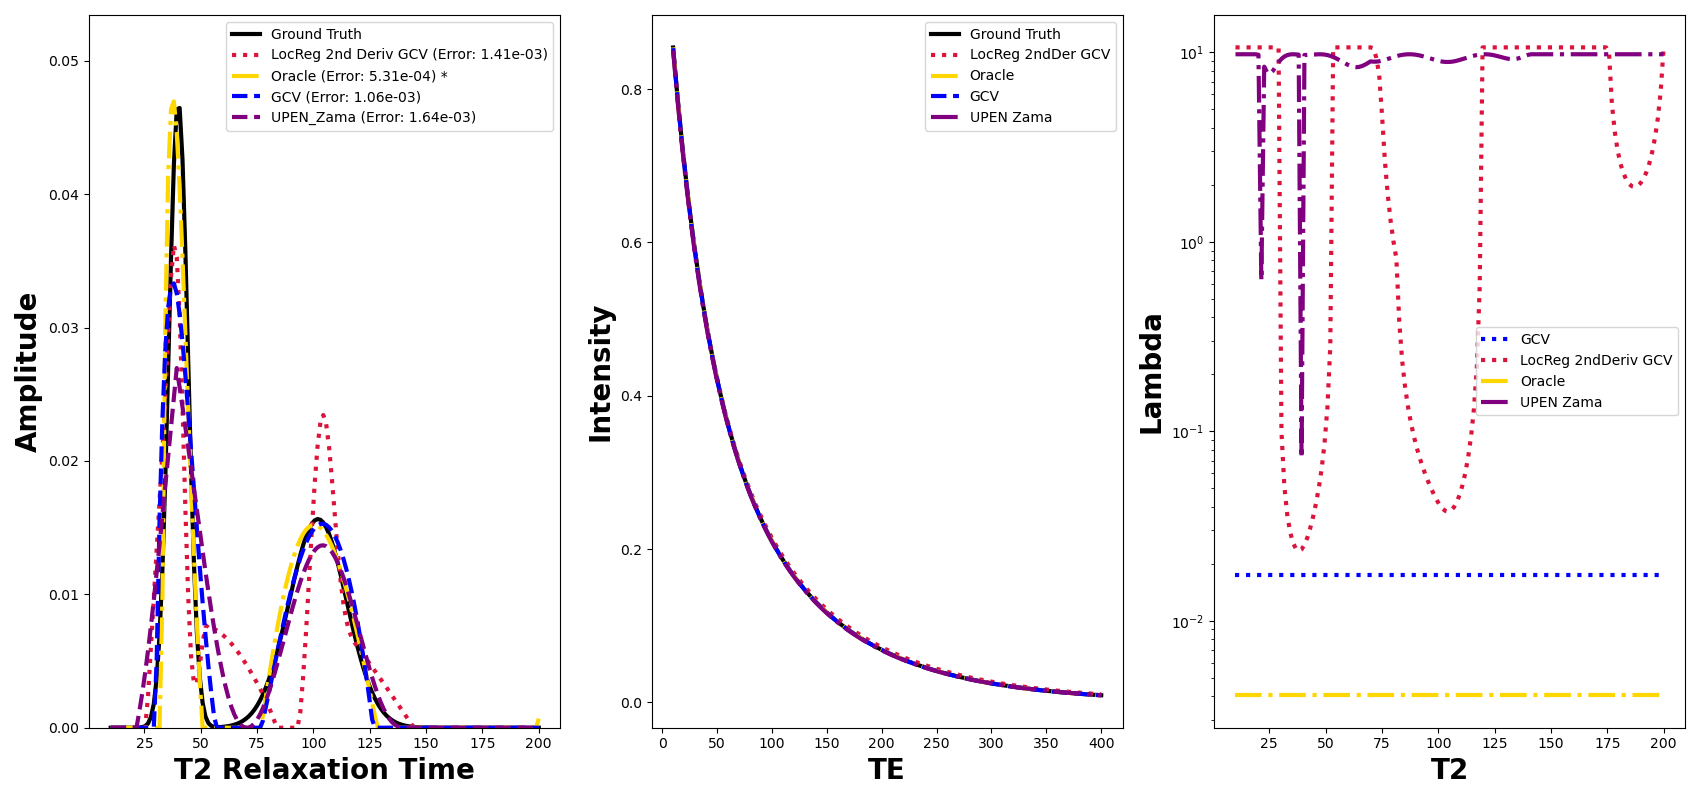 Amplitude
0.05
0.04
0.03
0.02
0.01
0.00
Ground Truth
LocReg 2nd Deriv GCV (Error: 1.41e-03)
Oracle (Error: 5.31e-04) *
GCV (Error: 1.06e-03)
UPEN_Zama (Error: 1.64e-03)
25 50 75 100 125 150 175 200
T2 Relaxation Time
Intensity
0.8
0.6
0.4
0.2
0.0
Ground Truth
LocReg 2ndDer GCV
Oracle
GCV
UPEN Zama
0 50 100 150 200 250 300 350 400
TE
Lambda
10¹
10⁰
10⁻¹
10⁻²
GCV
LocReg 2ndDeriv GCV
Oracle
UPEN Zama
25 50 75 100 125 150 175 200
T2